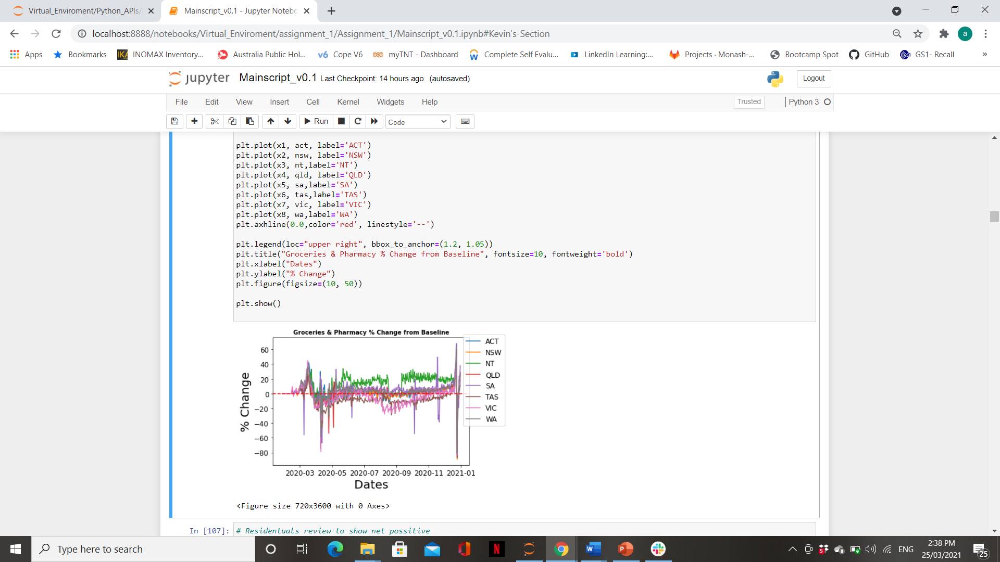 Virtual_Enviroment/Python_APIs/
Mainscript_v0.1 - Jupyter Notebo
localhost:8888/notebooks/Virtual_Enviroment/assignment_1/Assignment_1/Mainscript_v0.1.ipynb#Kevin's-Section
a
Apps
Bookmarks
INOMAX Inventory...
Australia Public Hol...
v6 Cope V6
myTNT - Dashboard
Complete Self Evalu...
LinkedIn Learning:...
Projects · Monash-...
Bootcamp Spot
GitHub
GS1- Recall
»
jupyter Mainscript_v0.1 Last Checkpoint: 14 hours ago (autosaved)
Logout
File Edit View Insert Cell Kernel Widgets Help
Trusted
Python 3
Run
Code
plt.plot(x1, act, label='ACT')
plt.plot(x2, nsw, label='NSW')
plt.plot(x3, nt,label='NT')
plt.plot(x4, qld, label='QLD')
plt.plot(x5, sa,label='SA')
plt.plot(x6, tas,label='TAS')
plt.plot(x7, vic, label='VIC')
plt.plot(x8, wa,label='WA')
plt.axhline(0.0,color='red', linestyle='--')
plt.legend(loc="upper right", bbox_to_anchor=(1.2, 1.05))
plt.title("Groceries & Pharmacy % Change from Baseline", fontsize=10, fontweight='bold')
plt.xlabel("Dates")
plt.ylabel("% Change")
plt.figure(figsize=(10, 50))
plt.show()
Groceries & Pharmacy % Change from Baseline
% Change
60
40
20
0
−20
−40
−60
−80
ACT
NSW
NT
QLD
SA
TAS
VIC
WA
2020-03 2020-05 2020-07 2020-09 2020-11 2021-01
Dates
<Figure size 720x3600 with 0 Axes>
In [107]: # Residentuals review to show net possitive
Type here to search
ENG
2:38 PM
25/03/2021
25